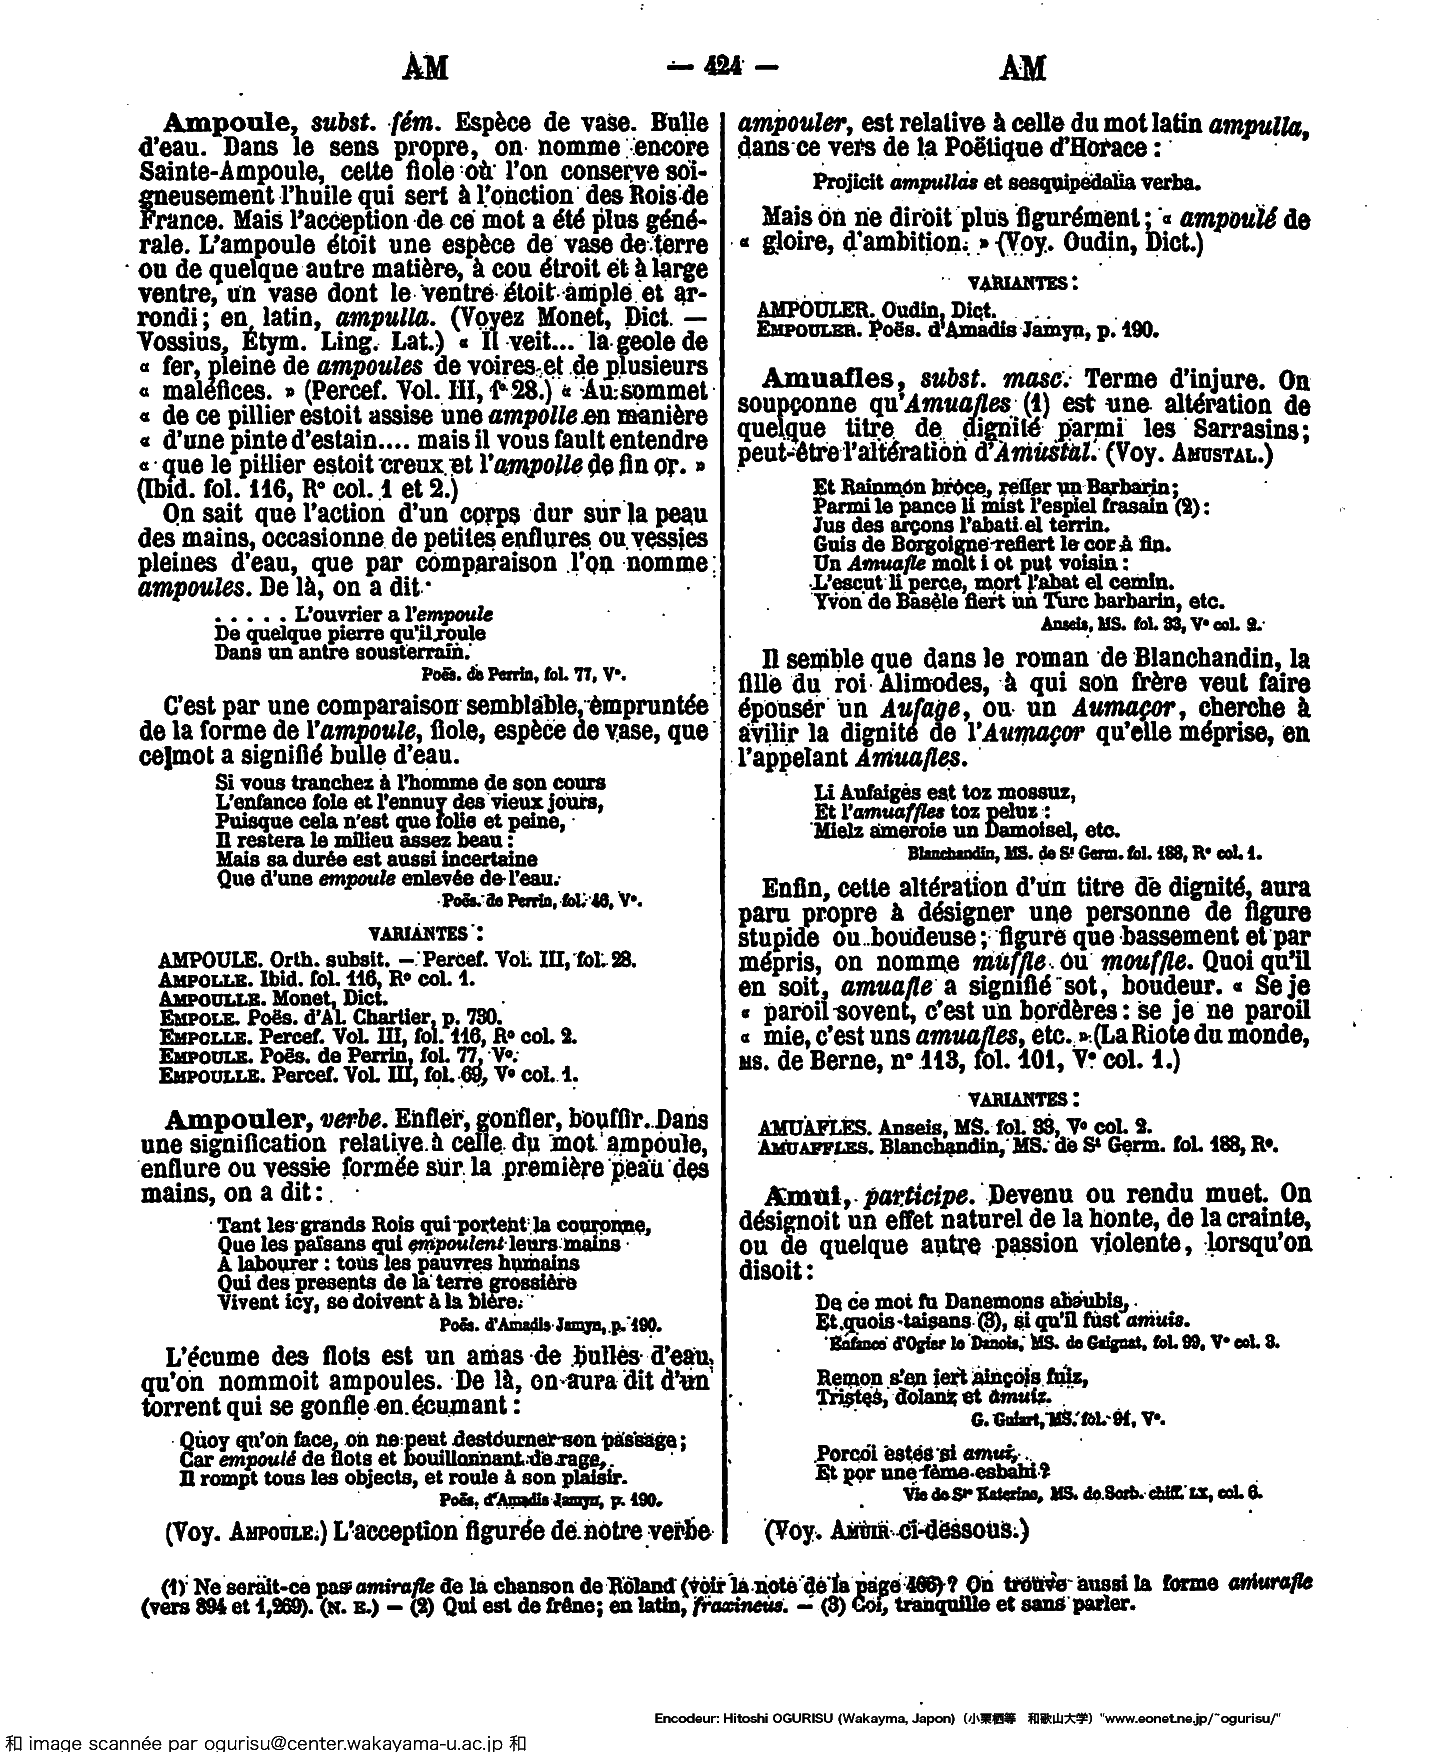 AM — 424 — AM
Ampoule, subst. fém. Espèce de vase. Bulle
d'eau. Dans le sens propre, on nomme encore
Sainte-Ampoule, cette fiole où l'on conserve soi-
gneusement l'huile qui sert à l'onction des Rois de
France. Mais l'acception de ce mot a été plus géné-
rale. L'ampoule étoit une espèce de vase de terre
ou de quelque autre matière, à cou étroit et à large
ventre, un vase dont le ventre étoit ample et ar-
rondi; en latin, ampulla. (Voyez Monet, Dict. —
Vossius, Étym. Ling. Lat.) « Il veit... la geole de
« fer, pleine de ampoules de voires et de plusieurs
« malefices. » (Percef. Vol. III, f° 28.) « Au sommet
« de ce pillier estoit assise une ampolle en manière
« d'une pinte d'estain.... mais il vous fault entendre
« que le pillier estoit creux et l'ampolle de fin or. »
(Ibid. fol. 116, R° col. 1 et 2.)
On sait que l'action d'un corps dur sur la peau
des mains, occasionne de petites enflures ou vessies
pleines d'eau, que par comparaison l'on nomme
ampoules. De là, on a dit
. . . . . L'ouvrier a l'empoule
De quelque pierre qu'il roule
Dans un antre sousterrain.
Poës. de Perrin, fol. 77, V°.
C'est par une comparaison semblable, empruntée
de la forme de l'ampoule, fiole, espèce de vase, que
ce mot a signifié bulle d'eau.
Si vous tranchez à l'homme de son cours
L'enfance fole et l'ennuy des vieux jours,
Puisque cela n'est que folie et peine,
Il restera le milieu assez beau :
Mais sa durée est aussi incertaine
Que d'une empoule enlevée de l'eau.
Poës. de Perrin, fol. 46, V°.
VARIANTES :
AMPOULE. Orth. subsit. — Percef. Vol. III, fol. 28.
AMPOLLE. Ibid. fol. 116, R° col. 1.
AMPOULLE. Monet, Dict.
EMPOLE. Poës. d'Al. Chartier, p. 730.
EMPOLLE. Percef. Vol. III, fol. 116, R° col. 2.
EMPOULE. Poës. de Perrin, fol. 77, V°.
EMPOULLE. Percef. Vol. III, fol. 69, V° col. 1.
Ampouler, verbe. Enfler, gonfler, bouffir. Dans
une signification relative à celle du mot ampoule,
enflure ou vessie formée sur la première peau des
mains, on a dit :
Tant les grands Rois qui portent la couronne,
Que les païsans qui empoulent leurs mains
A labourer : tous les pauvres humains
Qui des presents de la terre grossière
Vivent icy, se doivent à la bière.
Poës. d'Amadis Jamyn, p. 190.
L'écume des flots est un amas de bulles d'eau,
qu'on nommoit ampoules. De là, on aura dit d'un
torrent qui se gonfle en écumant :
Quoy qu'on face, on ne peut destourner son passage;
Car empoulé de flots et bouillonnant de rage,
Il rompt tous les objects, et roule à son plaisir.
Poës. d'Amadis Jamyn, p. 190.
(Voy. AMPOULE.) L'acception figurée de notre verbe
ampouler, est relative à celle du mot latin ampulla,
dans ce vers de la Poëtique d'Horace :
Projicit ampullas et sesquipedalia verba.
Mais on ne diroit plus figurément; « ampoulé de
« gloire, d'ambition. » (Voy. Oudin, Dict.)
VARIANTES :
AMPOULER. Oudin, Dict.
EMPOULER. Poës. d'Amadis Jamyn, p. 190.
Amuafles, subst. masc. Terme d'injure. On
soupçonne qu'Amuafles (1) est une altération de
quelque titre de dignité parmi les Sarrasins;
peut-être l'altération d'Amustal. (Voy. AMUSTAL.)
Et Rainmon broce, refier un Barbarin;
Parmi le pance li mist l'espiel frasain (2):
Jus des arçons l'abati el terrin.
Guis de Borgoigne refiert le cor à fin.
Un Amuafle molt i ot put voisin :
L'escut li perce, mort l'abat el cemin.
Yvon de Basèle fiert un Turc barbarin, etc.
Anseis, MS. fol. 33, V° col. 2.
Il semble que dans le roman de Blanchandin, la
fille du roi Alimodes, à qui son frère veut faire
épouser un Aufage, ou un Aumaçor, cherche à
avilir la dignité de l'Aumaçor qu'elle méprise, en
l'appelant Amuafles.
Li Aufaiges est toz mossuz,
Et l'amuaffles toz peluz :
Mielz ameroie un Damoisel, etc.
Blanchandin, MS. de St Germ. fol. 188, R° col. 1.
Enfin, cette altération d'un titre de dignité, aura
paru propre à désigner une personne de figure
stupide ou boudeuse; figure que bassement et par
mépris, on nomme muffle ou mouffle. Quoi qu'il
en soit, amuafle a signifié sot, boudeur. « Se je
« paroil sovent, c'est un bordères : se je ne paroil
« mie, c'est uns amuafles, etc. » (La Riote du monde,
MS. de Berne, n° 113, fol. 101, V° col. 1.)
VARIANTES :
AMUAFLES. Anseis, MS. fol. 33, V° col. 2.
AMUAFFLES. Blanchandin, MS. de St Germ. fol. 188, R°.
Amui, participe. Devenu ou rendu muet. On
désignoit un effet naturel de la honte, de la crainte,
ou de quelque autre passion violente, lorsqu'on
disoit :
De ce moi fu Danemons abaubis,
Et quois taisans (3), si qu'il fust amuis.
Enfance d'Ogier le Danois, MS. de Gaignat, fol. 99, V° col. 3.
Remon s'en iert ainçois fuiz,
Tristes, dolanz et amuiz.
G. Guiart, MS. fol. 91, V°.
Porcoi estes si amui,
Et por une feme esbahi?
Vie de Se Katerine, MS. de Sorb. chiff. LX, col. 6.
(Voy. AMUIR ci-dessous.)
(1) Ne serait-ce pas amirafle de la chanson de Roland (voir la note de la page 406)? On trouve aussi la forme amurafle
(vers 894 et 1,269). (N. E.) — (2) Qui est de frêne; en latin, fraxineus. — (3) Coi, tranquille et sans parler.
Encodeur: Hitoshi OGURISU (Wakayma, Japon) (小栗栖等 和歌山大学) "www.eonet.ne.jp/~ogurisu/"
和 image scannée par ogurisu@center.wakayama-u.ac.jp 和